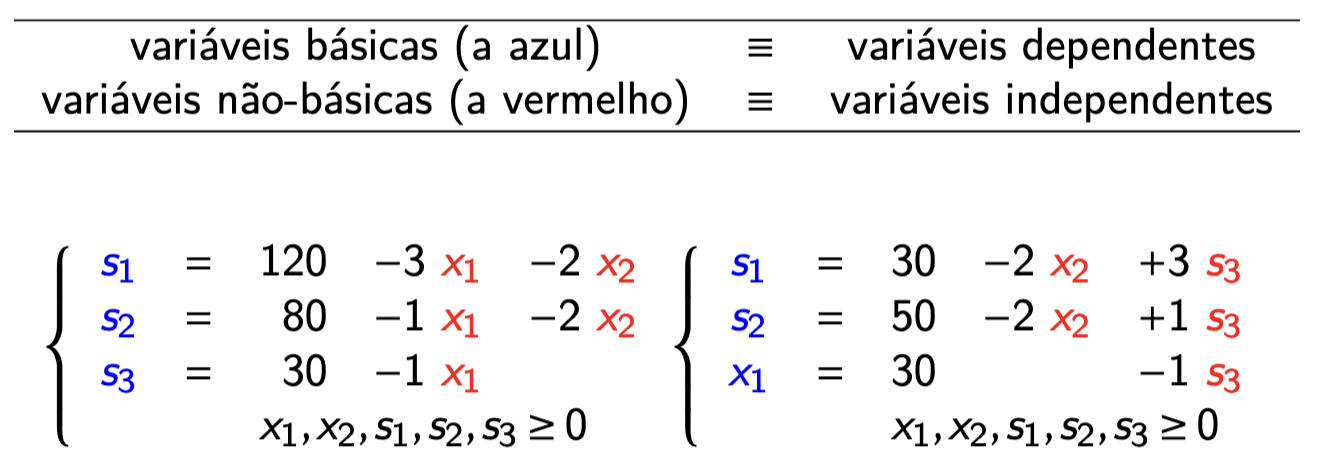 variáveis básicas (a azul) ≡ variáveis dependentes
variáveis não-básicas (a vermelho) ≡ variáveis independentes
s₁ = 120 −3 x₁ −2 x₂
s₂ = 80 −1 x₁ −2 x₂
s₃ = 30 −1 x₁
x₁, x₂, s₁, s₂, s₃ ≥ 0
s₁ = 30 −2 x₂ +3 s₃
s₂ = 50 −2 x₂ +1 s₃
x₁ = 30 −1 s₃
x₁, x₂, s₁, s₂, s₃ ≥ 0